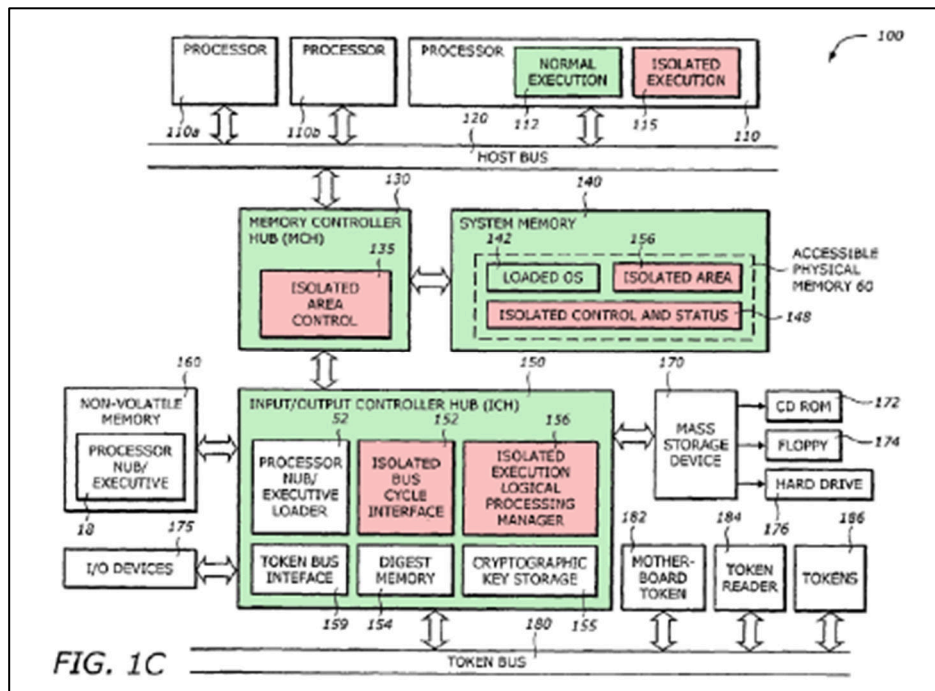 100
PROCESSOR
PROCESSOR
PROCESSOR
NORMAL
EXECUTION
ISOLATED
EXECUTION
110a
110b
120
112
115
110
HOST BUS
130
140
MEMORY CONTROLLER
HUB (MCH)
135
ISOLATED
AREA
CONTROL
SYSTEM MEMORY
142
156
LOADED OS
ISOLATED AREA
ISOLATED CONTROL AND STATUS
148
ACCESSIBLE
PHYSICAL
MEMORY 60
160
150
170
NON-VOLATILE
MEMORY
PROCESSOR
NUB/
EXECUTIVE
18
175
I/O DEVICES
INPUT/OUTPUT CONTROLLER HUB (ICH)
52
152
156
PROCESSOR
NUB/
EXECUTIVE
LOADER
ISOLATED
BUS
CYCLE
INTERFACE
ISOLATED
EXECUTION
LOGICAL
PROCESSING
MANAGER
TOKEN BUS
INTEFACE
DIGEST
MEMORY
CRYPTOGRAPHIC
KEY STORAGE
159
154
155
MASS
STORAGE
DEVICE
CD ROM
172
FLOPPY
174
HARD DRIVE
176
182
184
186
MOTHER-
BOARD
TOKEN
TOKEN
READER
TOKENS
180
TOKEN BUS
FIG. 1C